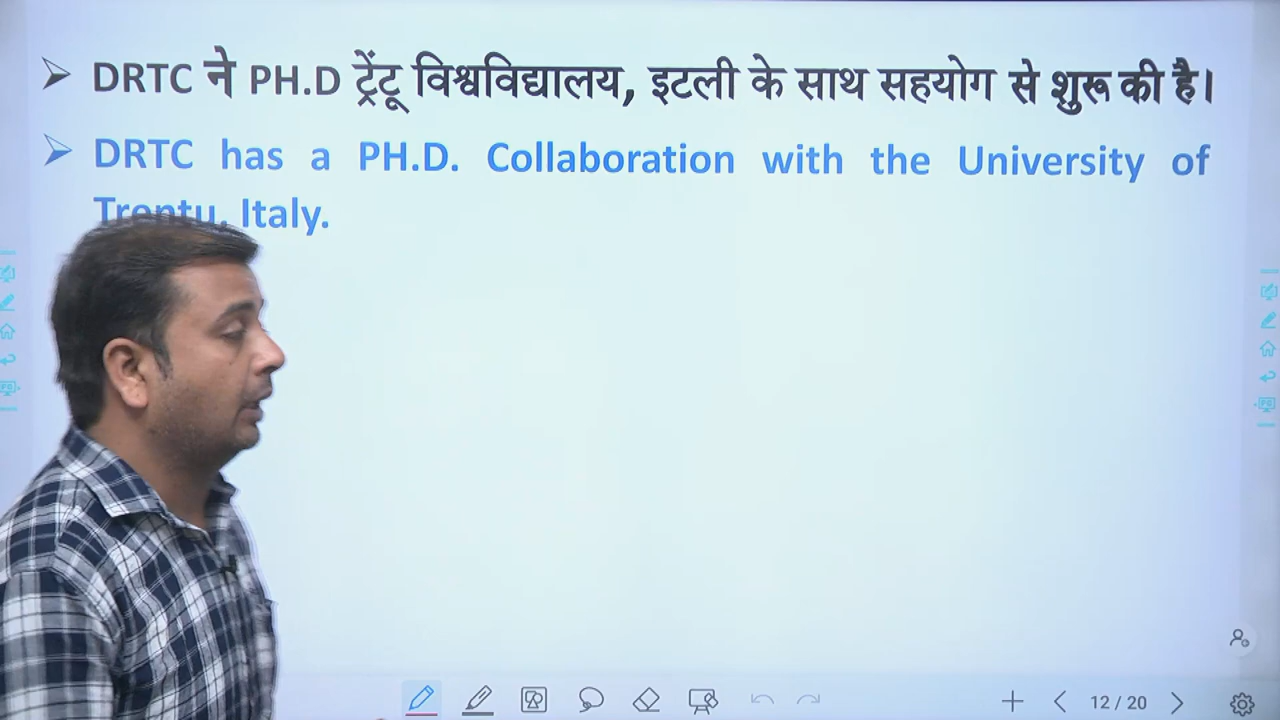 DRTC ने PH.D ट्रेंटू विश्वविद्यालय, इटली के साथ सहयोग से शुरू की है।
DRTC has a PH.D. Collaboration with the University of
Trentu, Italy.
12 / 20